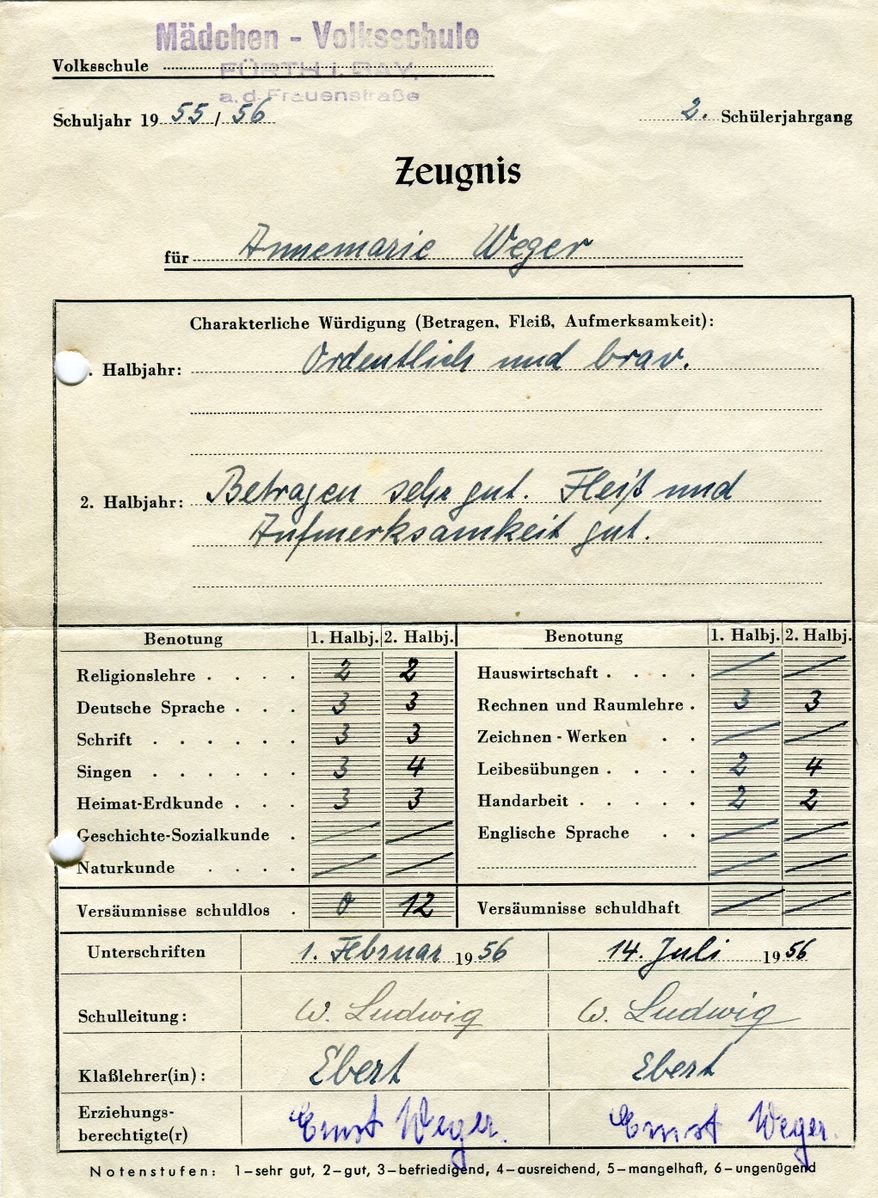 Mädchen - Volksschule
Volksschule
FÜRTH i. BAY.
a.d. Frauenstraße
Schuljahr 19 55 / 56 2. Schülerjahrgang
Zeugnis
für Annemarie Weger
Charakterliche Würdigung (Betragen, Fleiß, Aufmerksamkeit):
. Halbjahr: Ordentlich und brav.
2. Halbjahr: Betragen sehr gut. Fleiß und
Aufmerksamkeit gut.
Benotung 1. Halbj. 2. Halbj. Benotung 1. Halbj. 2. Halbj.
Religionslehre . . . . 2 2 Hauswirtschaft . . . .
Deutsche Sprache . . . 3 3 Rechnen und Raumlehre . 3 3
Schrift . . . . . . 3 3 Zeichnen - Werken . .
Singen . . . . . . 3 4 Leibesübungen . . . . 2 4
Heimat-Erdkunde . . . 3 3 Handarbeit . . . . . 2 2
Geschichte-Sozialkunde . Englische Sprache . .
Naturkunde . . . .
Versäumnisse schuldlos . 0 12 Versäumnisse schuldhaft
Unterschriften 1. Februar 1956 14. Juli 1956
Schulleitung: W. Ludwig W. Ludwig
Klaßlehrer(in): Ebert Ebert
Erziehungs-
berechtigte(r) Ernst Weger. Ernst Weger.
Notenstufen: 1–sehr gut, 2–gut, 3–befriedigend, 4–ausreichend, 5–mangelhaft, 6–ungenügend